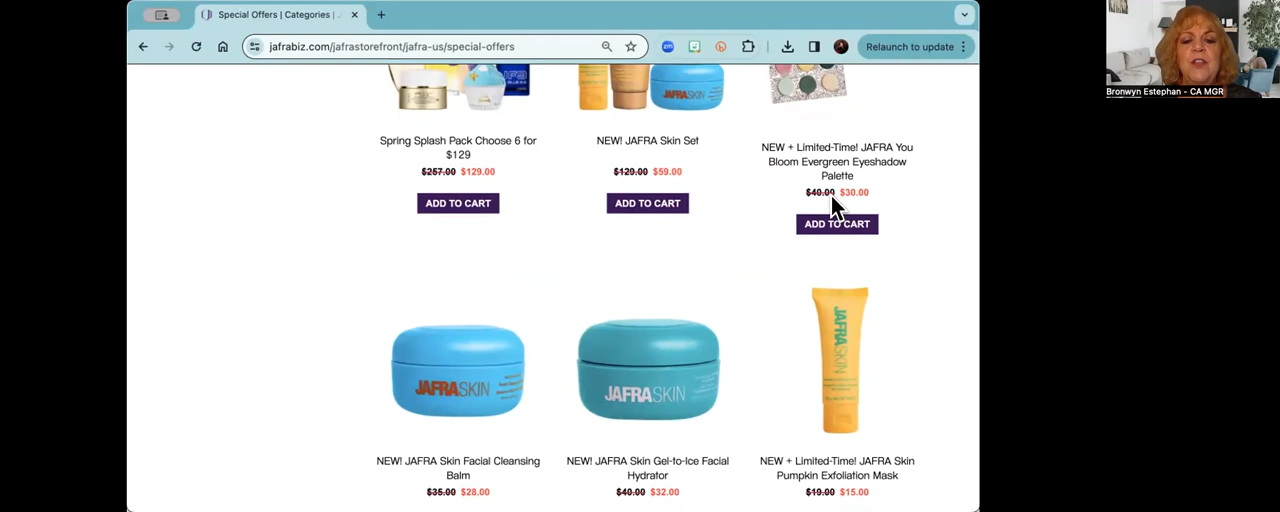 Special Offers | Categories | J
jafrabiz.com/jafrastorefront/jafra-us/special-offers
zm
Relaunch to update
Bronwyn Estephan - CA MGR
JAFRASKIN
Spring Splash Pack Choose 6 for
$129
$257.00 $129.00
ADD TO CART
NEW! JAFRA Skin Set
$129.00 $59.00
ADD TO CART
NEW + Limited-Time! JAFRA You
Bloom Evergreen Eyeshadow
Palette
$40.00 $30.00
ADD TO CART
JAFRASKIN
JAFRASKIN
JAFRASKIN
NEW! JAFRA Skin Facial Cleansing
Balm
$35.00 $28.00
NEW! JAFRA Skin Gel-to-Ice Facial
Hydrator
$40.00 $32.00
NEW + Limited-Time! JAFRA Skin
Pumpkin Exfoliation Mask
$19.00 $15.00